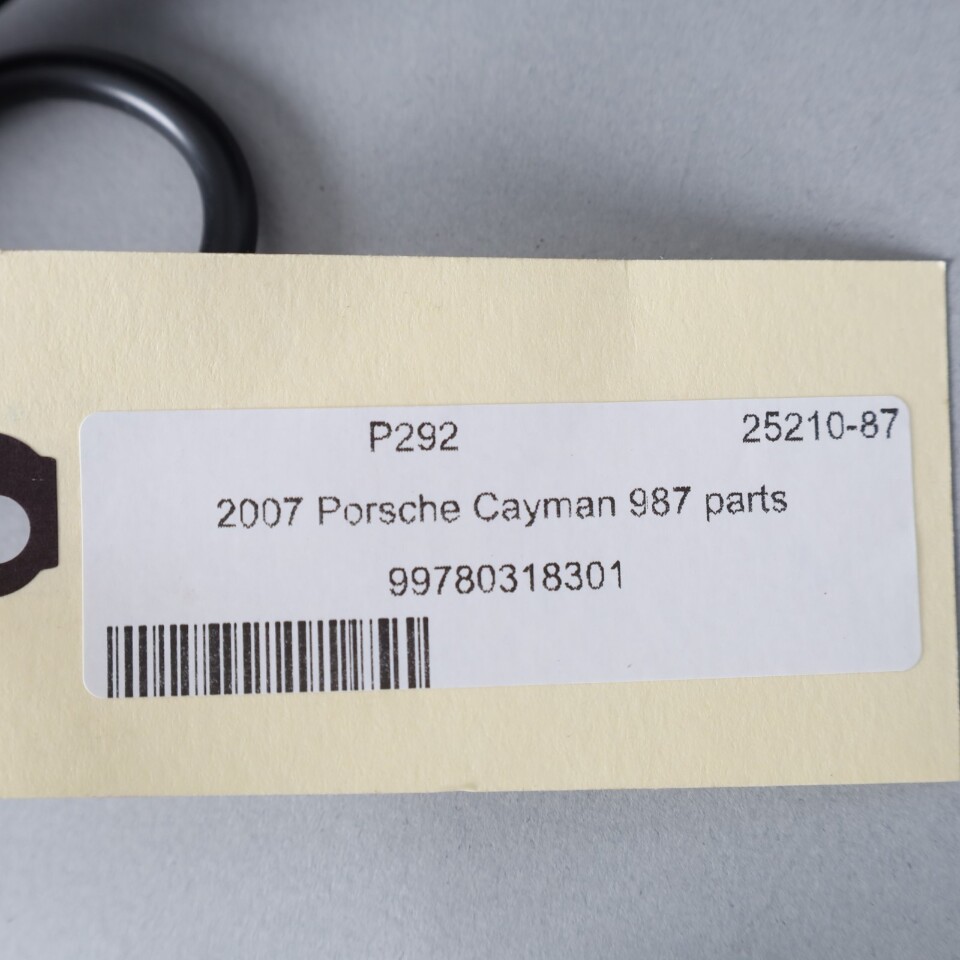 P292 25210-87
2007 Porsche Cayman 987 parts
99780318301